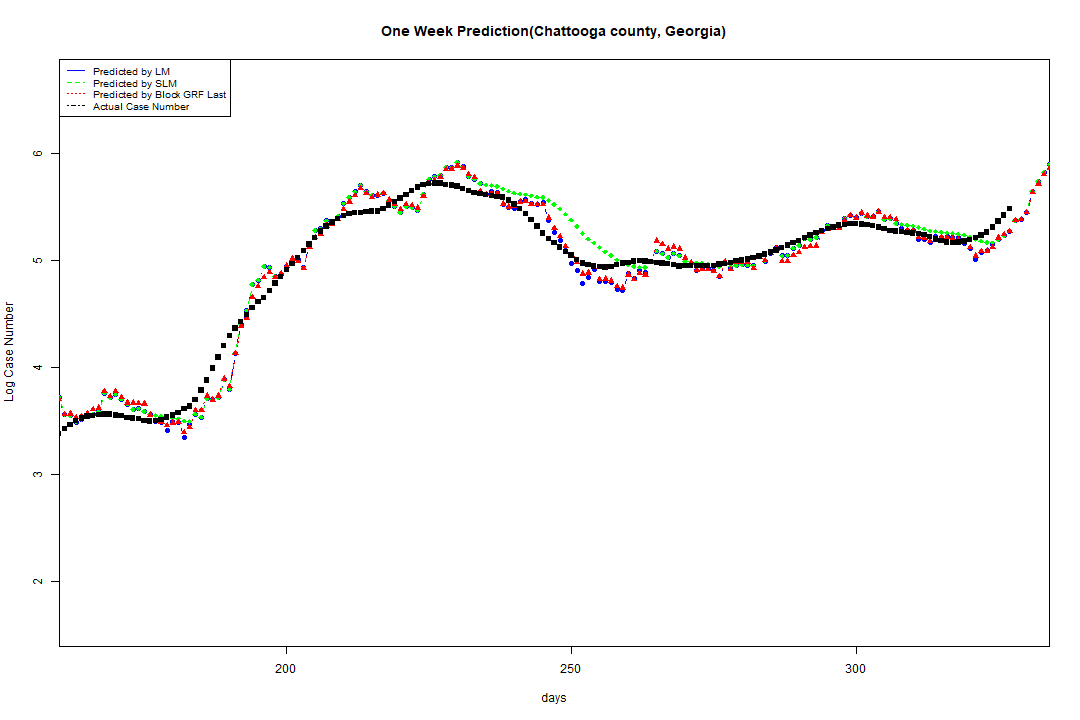 One Week Prediction(Chattooga county, Georgia)
Predicted by LM
Predicted by SLM
Predicted by Block GRF Last
Actual Case Number
6
5
4
3
2
Log Case Number
200
250
300
days